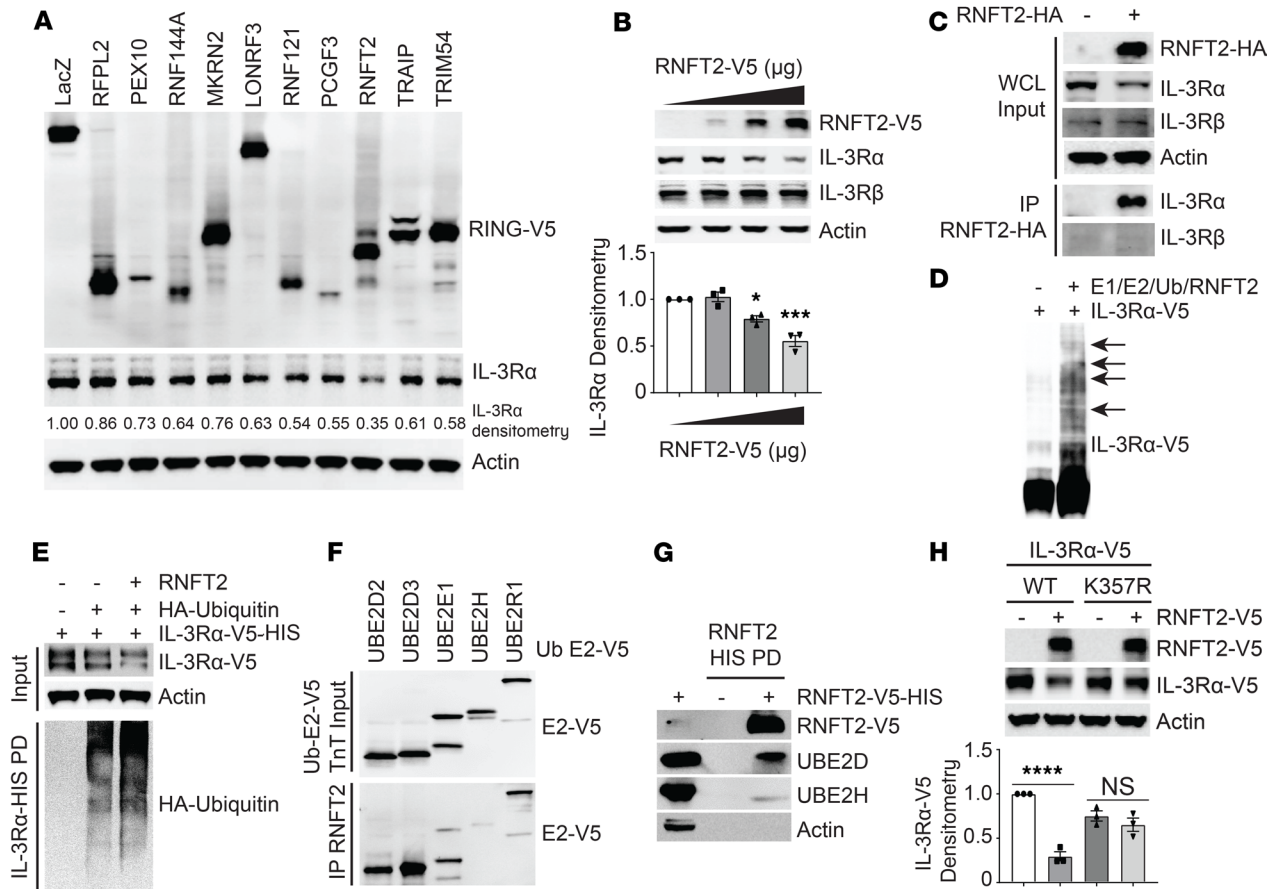 A
LacZ
RFPL2
PEX10
RNF144A
MKRN2
LONRF3
RNF121
PCGF3
RNFT2
TRAIP
TRIM54
RING-V5
IL-3Rα
1.00 0.86 0.73 0.64 0.76 0.63 0.54 0.55 0.35 0.61 0.58
IL-3Rα
densitometry
Actin
B
RNFT2-V5 (µg)
RNFT2-V5
IL-3Rα
IL-3Rβ
Actin
IL-3Rα Densitometry
1.5
1.0
0.5
0
*
***
RNFT2-V5 (µg)
C
RNFT2-HA - +
WCL
Input
RNFT2-HA
IL-3Rα
IL-3Rβ
Actin
IP
RNFT2-HA
IL-3Rα
IL-3Rβ
D
- + E1/E2/Ub/RNFT2
+ + IL-3Rα-V5
IL-3Rα-V5
E
- - + RNFT2
- + + HA-Ubiquitin
+ + + IL-3Rα-V5-HIS
Input
IL-3Rα-V5
Actin
IL-3Rα-HIS PD
HA-Ubiquitin
F
UBE2D2
UBE2D3
UBE2E1
UBE2H
UBE2R1
Ub E2-V5
Ub-E2-V5
TnT Input
E2-V5
IP RNFT2
E2-V5
G
RNFT2
HIS PD
+ - + RNFT2-V5-HIS
RNFT2-V5
UBE2D
UBE2H
Actin
H
IL-3Rα-V5
WT K357R
- + - + RNFT2-V5
RNFT2-V5
IL-3Rα-V5
Actin
IL-3Rα-V5
Densitometry
1.5
1.0
0.5
0
****
NS